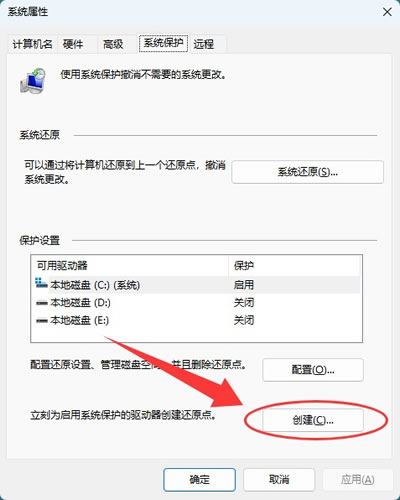 系统属性
计算机名 硬件 高级 系统保护 远程
使用系统保护撤消不需要的系统更改。
系统还原
可以通过将计算机还原到上一个还原点，撤消
系统更改。
系统还原(S)...
保护设置
可用驱动器 保护
本地磁盘 (C:) (系统) 启用
本地磁盘 (D:) 关闭
本地磁盘 (E:) 关闭
配置还原设置、管理磁盘空间，并且删除还原点。
配置(O)...
立刻为启用系统保护的驱动器创建还原点。
创建(C)...
确定 取消 应用(A)